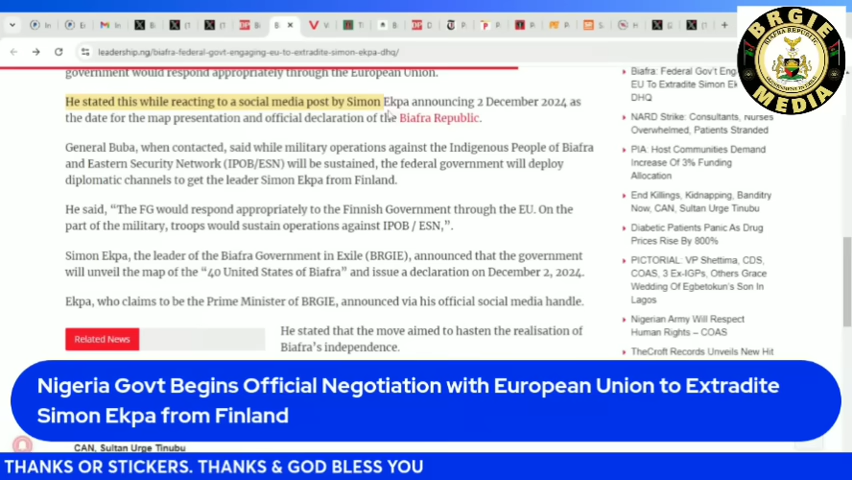 leadership.ng/biafra-federal-govt-engaging-eu-to-extradite-simon-ekpa-dhq/
BRGIE
BIAFRA REPUBLIC
MEDIA
government would respond appropriately through the European Union.
He stated this while reacting to a social media post by Simon Ekpa announcing 2 December 2024 as
the date for the map presentation and official declaration of the Biafra Republic.
General Buba, when contacted, said while military operations against the Indigenous People of Biafra
and Eastern Security Network (IPOB/ESN) will be sustained, the federal government will deploy
diplomatic channels to get the leader Simon Ekpa from Finland.
He said, “The FG would respond appropriately to the Finnish Government through the EU. On the
part of the military, troops would sustain operations against IPOB / ESN,”.
Simon Ekpa, the leader of the Biafra Government in Exile (BRGIE), announced that the government
will unveil the map of the “40 United States of Biafra” and issue a declaration on December 2, 2024.
Ekpa, who claims to be the Prime Minister of BRGIE, announced via his official social media handle.
Related News
He stated that the move aimed to hasten the realisation of
Biafra’s independence.
Biafra: Federal Gov't Eng
EU To Extradite Simon Ek
DHQ
NARD Strike: Consultants, Nurses
Overwhelmed, Patients Stranded
PIA: Host Communities Demand
Increase Of 3% Funding
Allocation
End Killings, Kidnapping, Banditry
Now, CAN, Sultan Urge Tinubu
Diabetic Patients Panic As Drug
Prices Rise By 800%
PICTORIAL: VP Shettima, CDS,
COAS, 3 Ex-IGPs, Others Grace
Wedding Of Egbetokun's Son In
Lagos
Nigerian Army Will Respect
Human Rights – COAS
TheCroft Records Unveils New Hit
Nigeria Govt Begins Official Negotiation with European Union to Extradite
Simon Ekpa from Finland
CAN, Sultan Urge Tinubu
THANKS OR STICKERS. THANKS & GOD BLESS YOU